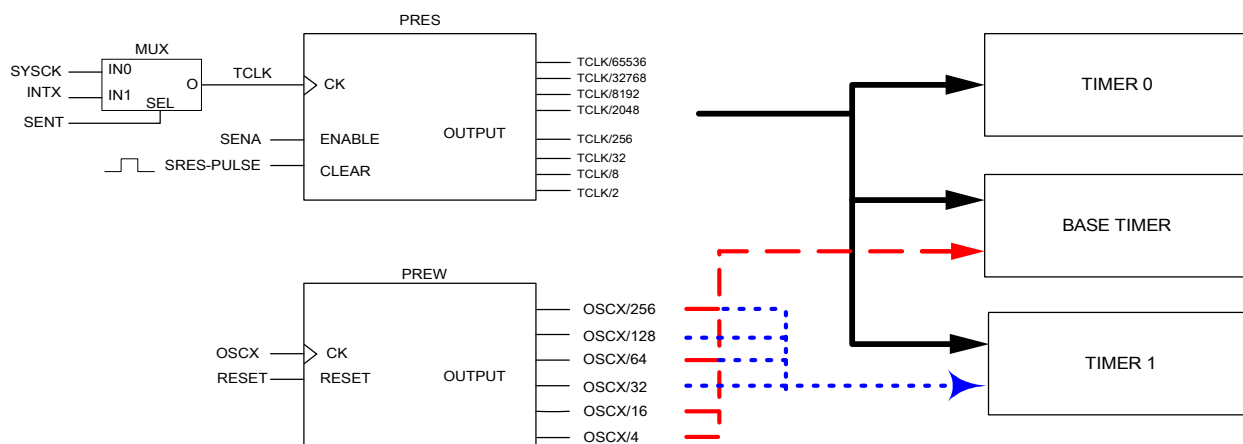 PRES
MUX
SYSCK
IN0
INTX
IN1
O
SEL
SENT
TCLK
CK
SENA
ENABLE
SRES-PULSE
CLEAR
OUTPUT
TCLK/65536
TCLK/32768
TCLK/8192
TCLK/2048
TCLK/256
TCLK/32
TCLK/8
TCLK/2
TIMER 0
BASE TIMER
TIMER 1
PREW
OSCX
CK
RESET
RESET
OUTPUT
OSCX/256
OSCX/128
OSCX/64
OSCX/32
OSCX/16
OSCX/4